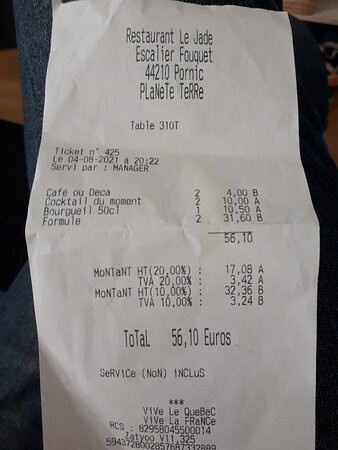 Restaurant Le Jade
Escalier Fouquet
44210 Pornic
PLaNeTe TeRRe
Table 310T
Ticket n° 425
Le 04-08-2021 à 20:22
Servi par : MANAGER
Café ou Deca 2 4,00 B
Cocktail du moment 2 10,00 A
Bourgueil 50cl 1 10,50 A
Formule 2 31,60 B
56,10
MoNTaNT HT(20,00%) : 17,08 A
TVA 20,00% : 3,42 A
MoNTaNT HT(10,00%) : 32,36 B
TVA 10,00% : 3,24 B
ToTaL 56,10 Euros
SeRViCe (NoN) iNCLuS
***
ViVe Le QueBeC
ViVe La FRaNCe
RCS : 82958045500014
Zatyoo V11,325
5943728002857687332889